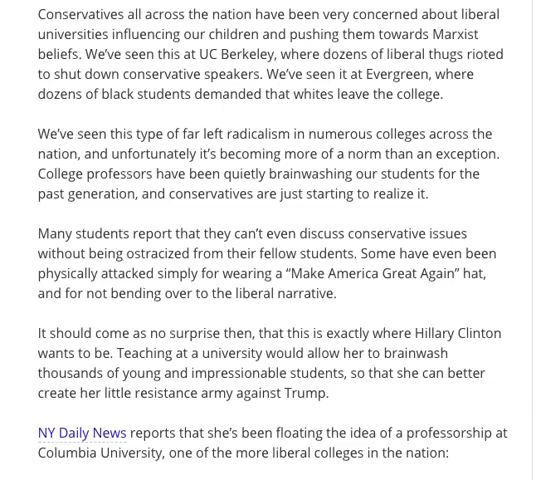 Conservatives all across the nation have been very concerned about liberal
universities influencing our children and pushing them towards Marxist
beliefs. We’ve seen this at UC Berkeley, where dozens of liberal thugs rioted
to shut down conservative speakers. We’ve seen it at Evergreen, where
dozens of black students demanded that whites leave the college.
We’ve seen this type of far left radicalism in numerous colleges across the
nation, and unfortunately it’s becoming more of a norm than an exception.
College professors have been quietly brainwashing our students for the
past generation, and conservatives are just starting to realize it.
Many students report that they can’t even discuss conservative issues
without being ostracized from their fellow students. Some have even been
physically attacked simply for wearing a “Make America Great Again” hat,
and for not bending over to the liberal narrative.
It should come as no surprise then, that this is exactly where Hillary Clinton
wants to be. Teaching at a university would allow her to brainwash
thousands of young and impressionable students, so that she can better
create her little resistance army against Trump.
NY Daily News reports that she’s been floating the idea of a professorship at
Columbia University, one of the more liberal colleges in the nation: